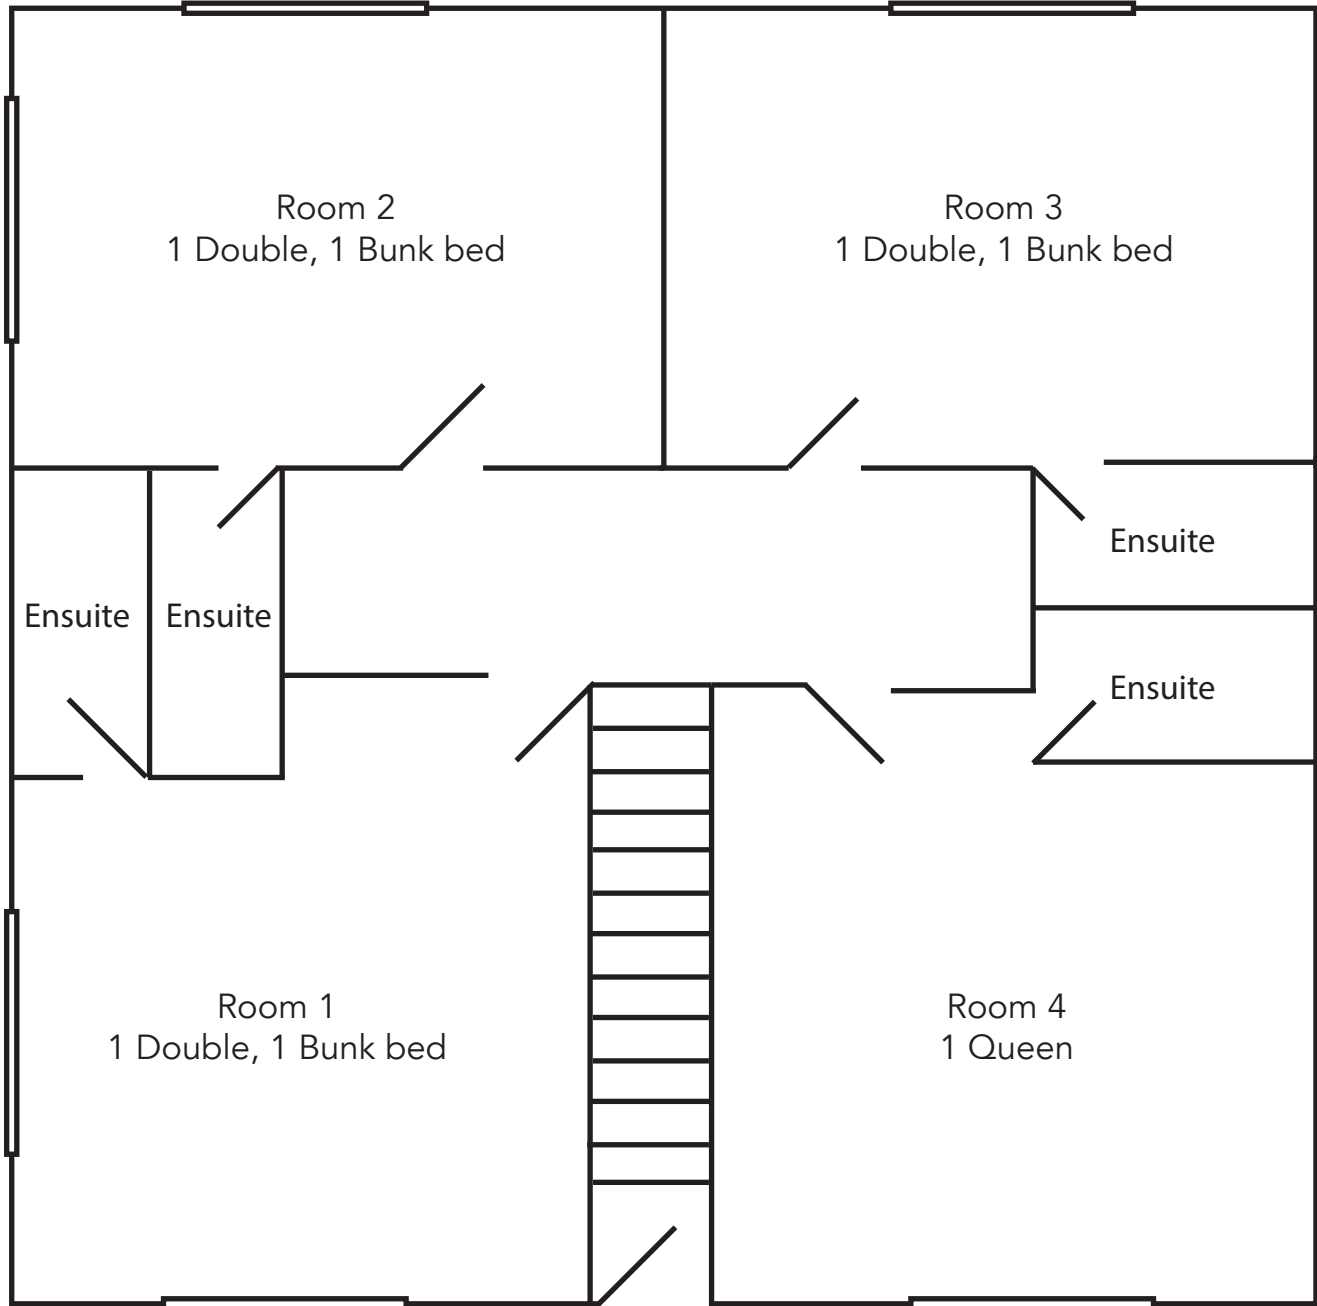 Room 2
1 Double, 1 Bunk bed
Room 3
1 Double, 1 Bunk bed
Ensuite
Ensuite
Ensuite
Ensuite
Room 1
1 Double, 1 Bunk bed
Room 4
1 Queen